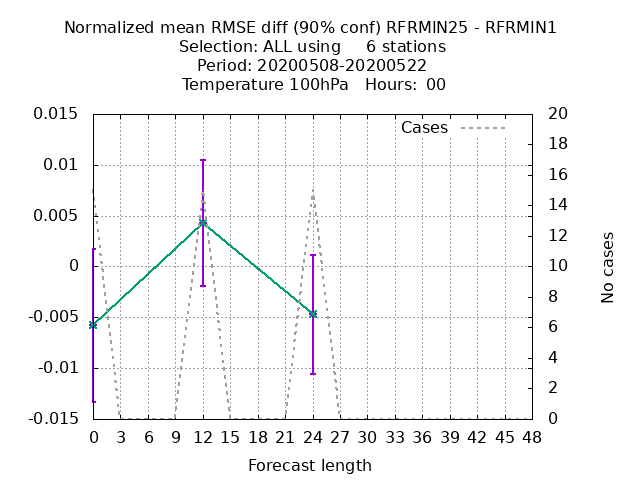 Normalized mean RMSE diff (90% conf) RFRMIN25 - RFRMIN1
Selection: ALL using     6 stations
Period: 20200508-20200522
Temperature 100hPa   Hours:  00
Cases
0.015
0.01
0.005
0
-0.005
-0.01
-0.015
20
18
16
14
12
10
8
6
4
2
0
No cases
0 3 6 9 12 15 18 21 24 27 30 33 36 39 42 45 48
Forecast length